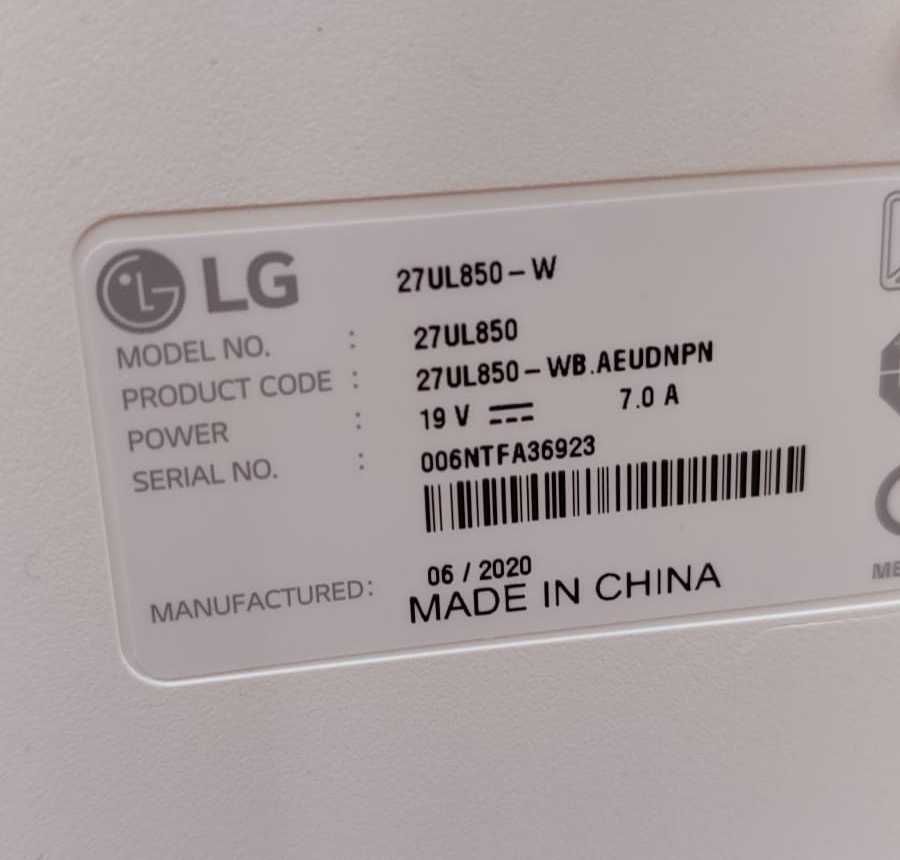 LG 27UL850-W
MODEL NO. : 27UL850
PRODUCT CODE : 27UL850-WB.AEUDNPN
POWER : 19 V ⎓ 7.0 A
SERIAL NO. : 006NTFA36923
MANUFACTURED: 06 / 2020
MADE IN CHINA